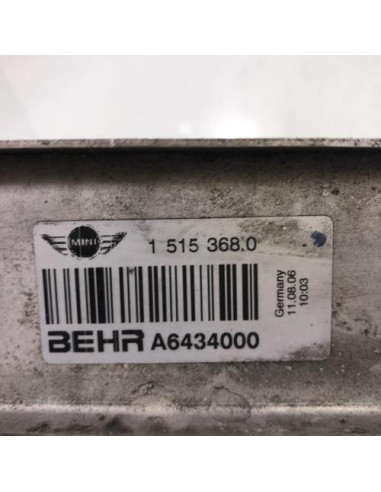 MINI
1 515 368.0
BEHR A6434000
Germany
11.08.06
10:03